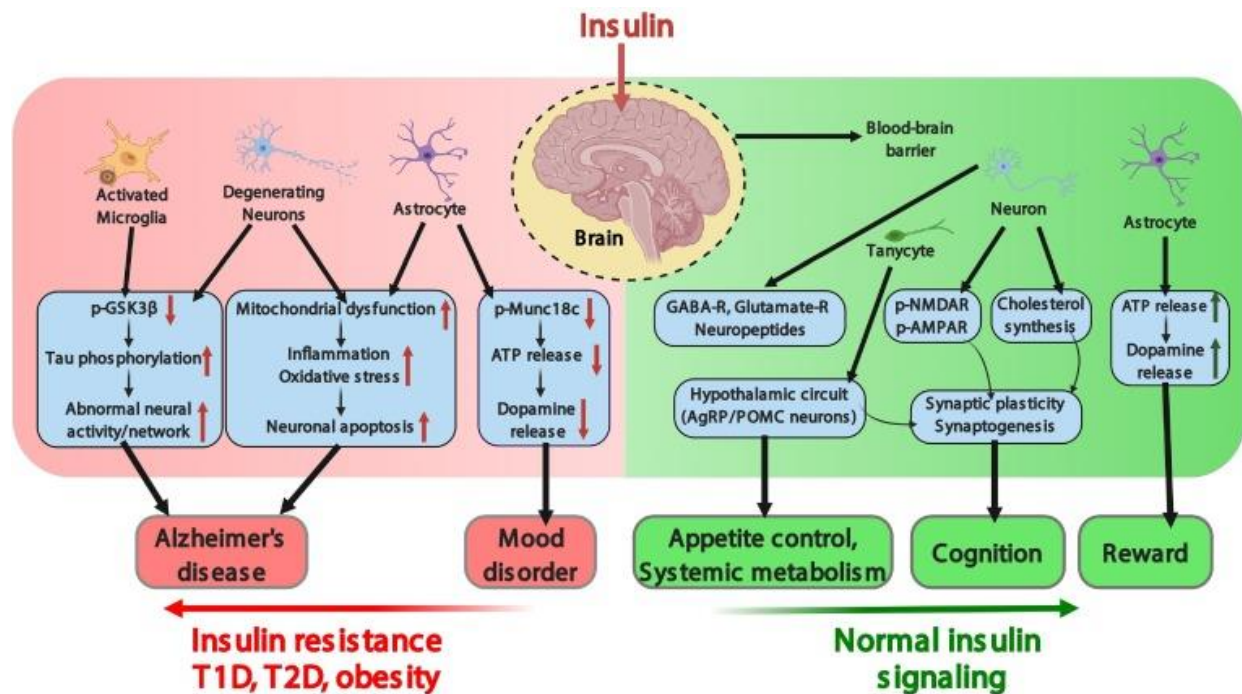 Insulin
Activated
Microglia
Degenerating
Neurons
Astrocyte
Brain
Blood-brain
barrier
Neuron
Tanycyte
Astrocyte
p-GSK3β
Tau phosphorylation
Abnormal neural
activity/network
Mitochondrial dysfunction
Inflammation
Oxidative stress
Neuronal apoptosis
p-Munc18c
ATP release
Dopamine
release
GABA-R, Glutamate-R
Neuropeptides
p-NMDAR
p-AMPAR
Cholesterol
synthesis
ATP release
Dopamine
release
Hypothalamic circuit
(AgRP/POMC neurons)
Synaptic plasticity
Synaptogenesis
Alzheimer's
disease
Mood
disorder
Appetite control,
Systemic metabolism
Cognition
Reward
Insulin resistance
T1D, T2D, obesity
Normal insulin
signaling